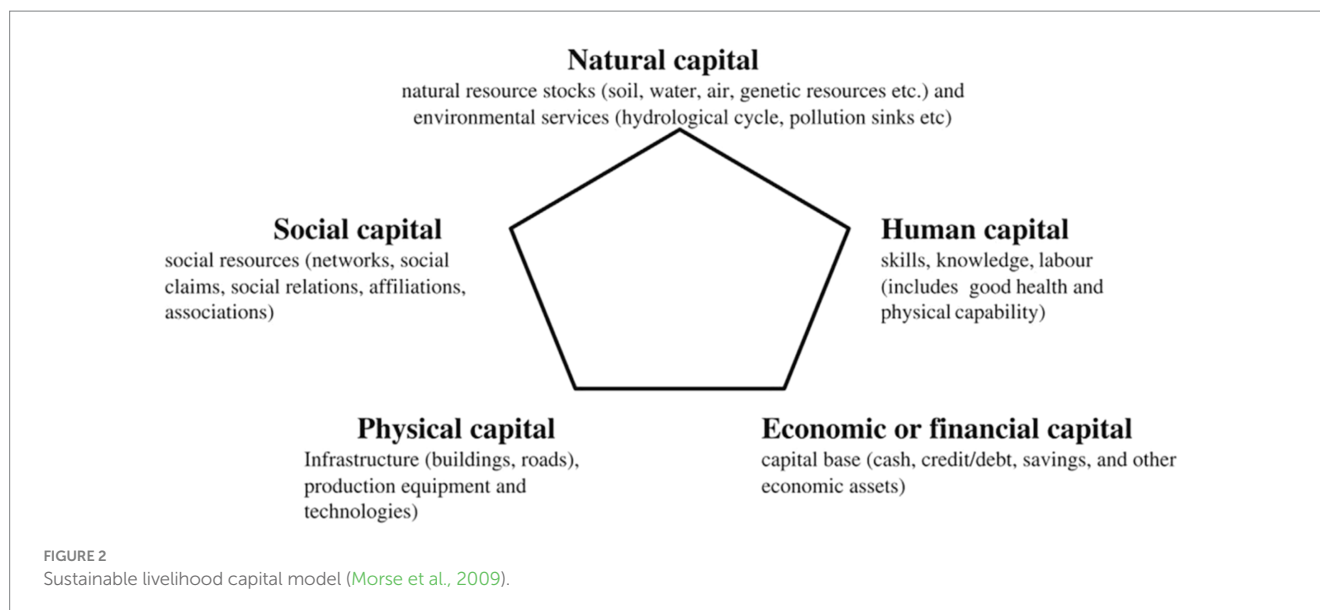 Natural capital
natural resource stocks (soil, water, air, genetic resources etc.) and
environmental services (hydrological cycle, pollution sinks etc)
Social capital
social resources (networks, social
claims, social relations, affiliations,
associations)
Human capital
skills, knowledge, labour
(includes good health and
physical capability)
Physical capital
Infrastructure (buildings, roads),
production equipment and
technologies)
Economic or financial capital
capital base (cash, credit/debt, savings, and other
economic assets)
FIGURE 2
Sustainable livelihood capital model (Morse et al., 2009).